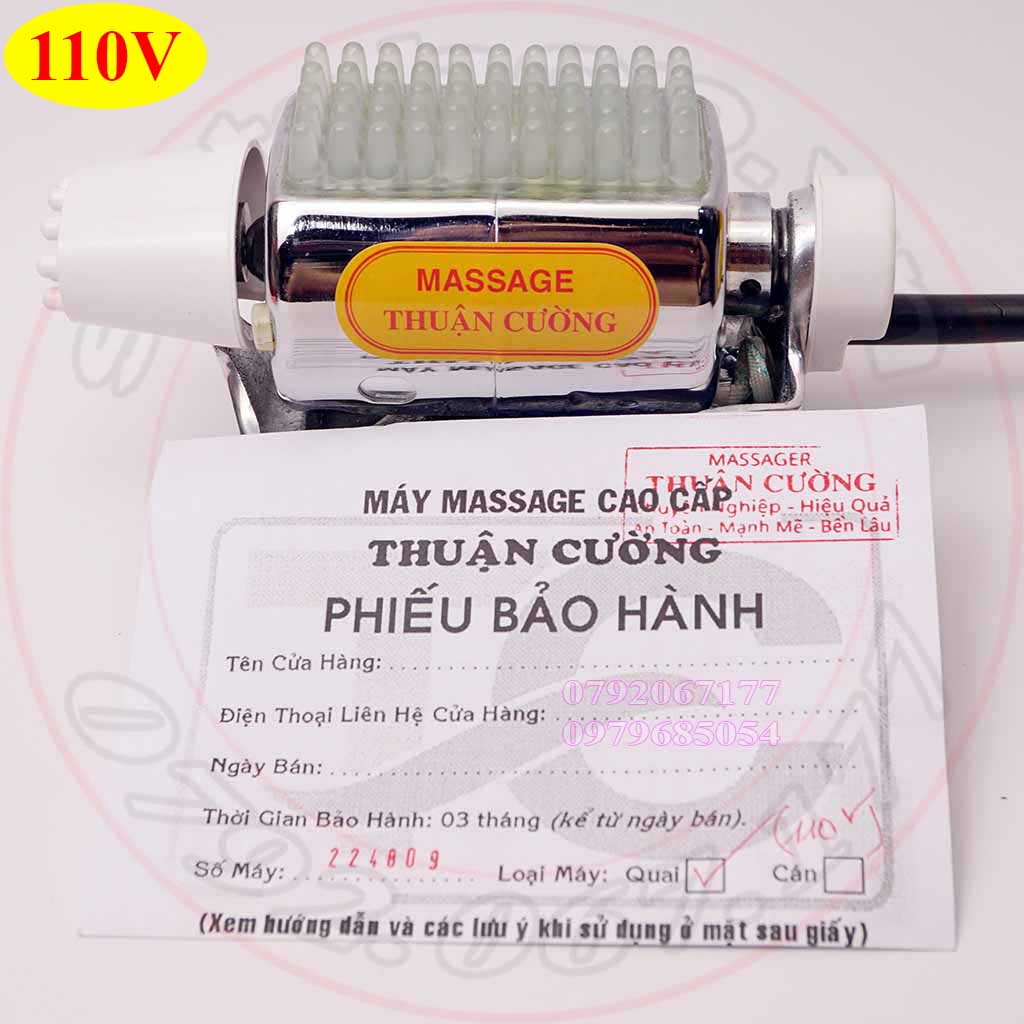 110V
MASSAGE
THUẬN CƯỜNG
MASSAGER
THUẬN CƯỜNG
Nghiệp - Hiệu Quả
An Toàn - Mạnh Mẽ - Bền Lâu
MÁY MASSAGE CAO CẤP
THUẬN CƯỜNG
PHIẾU BẢO HÀNH
Tên Cửa Hàng:
0792067177
Điện Thoại Liên Hệ Cửa Hàng:
0979685054
Ngày Bán:
Thời Gian Bảo Hành: 03 tháng (kể từ ngày bán). (110V)
Số Máy: 224809 Loại Máy: Quai Cần
(Xem hướng dẫn và các lưu ý khi sử dụng ở mặt sau giấy)